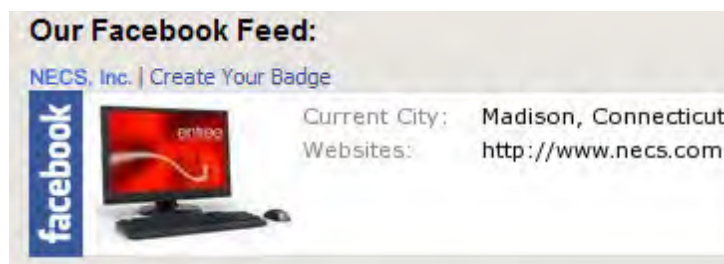 Our Facebook Feed:
NECS, Inc. | Create Your Badge
facebook
entree
Current City: Madison, Connecticut
Websites: http://www.necs.com